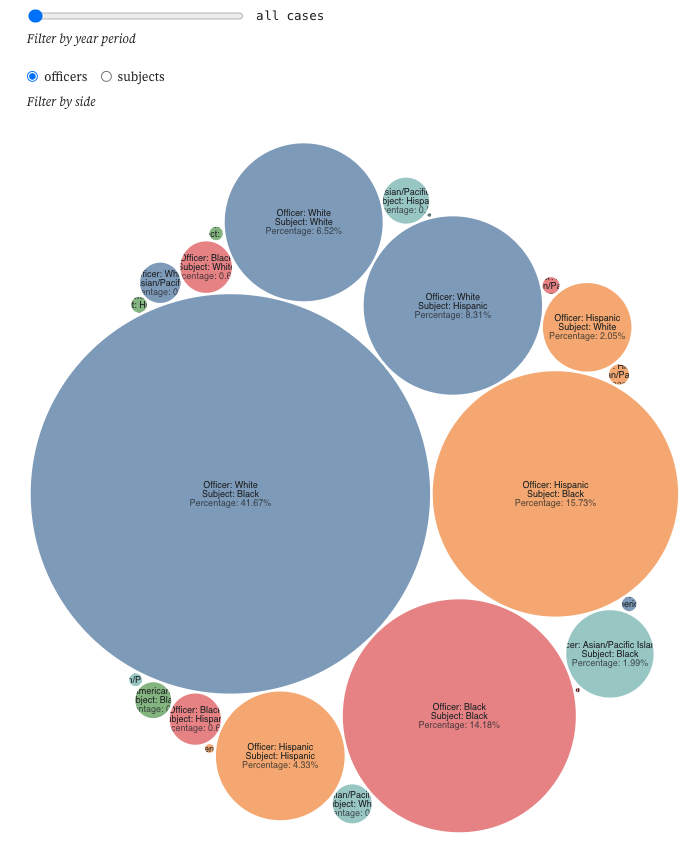 all cases
Filter by year period
officers subjects
Filter by side
Officer: White
Subject: White
Percentage: 6.52%
Officer: White
Subject: Hispanic
Percentage: 8.31%
Officer: Hispanic
Subject: White
Percentage: 2.05%
Officer: White
Subject: Black
Percentage: 41.67%
Officer: Hispanic
Subject: Black
Percentage: 15.73%
Asian/Pacific
Subject: Black
Percentage: 1.99%
Officer: Black
Subject: Black
Percentage: 14.18%
Officer: Hispanic
Subject: Hispanic
Percentage: 4.33%